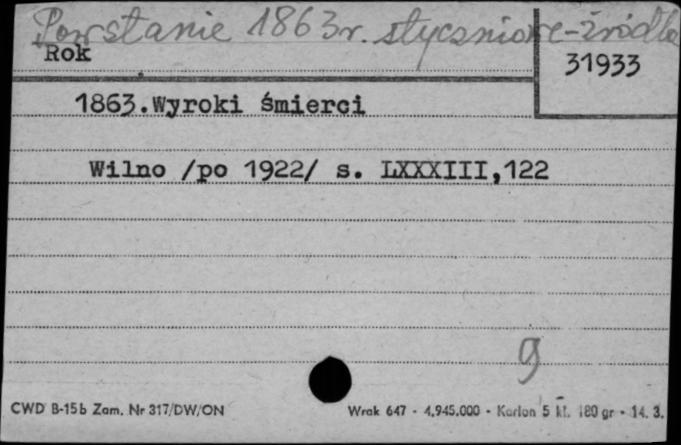 Powstanie 1863r. styczniowe-źródła
Rok
31933
1863.Wyroki śmierci
Wilno /po 1922/ s. LXXXIII,122
9
CWD B-15b Zam. Nr 317/DW/ON
Wrak 647 - 4,945.000 - Karton 5 kl. 180 gr - 14. 3.